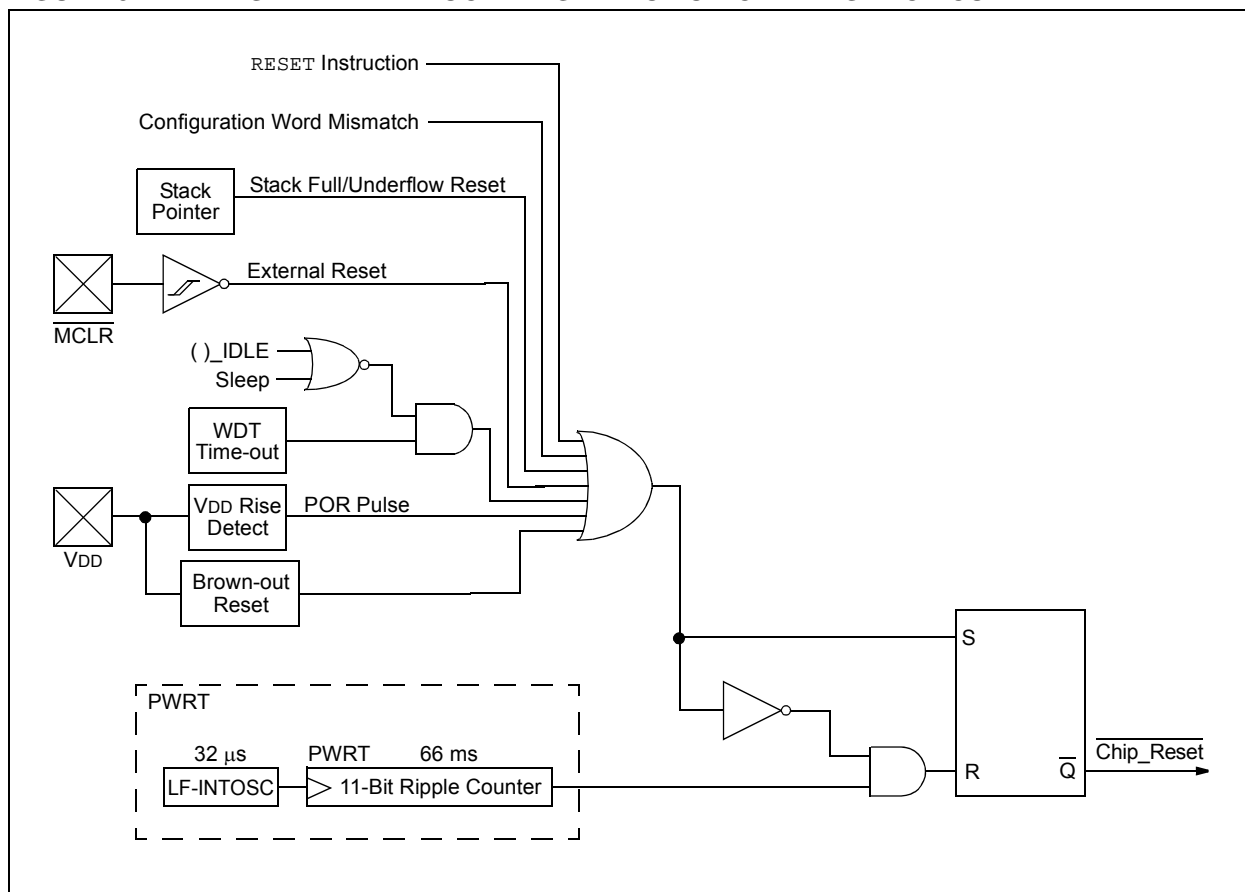 RESET Instruction
Configuration Word Mismatch
Stack
Pointer
Stack Full/Underflow Reset
External Reset
MCLR
( )_IDLE
Sleep
WDT
Time-out
VDD
VDD Rise
Detect
POR Pulse
Brown-out
Reset
PWRT
32 μs
LF-INTOSC
PWRT
66 ms
11-Bit Ripple Counter
S
R
Q
Chip_Reset